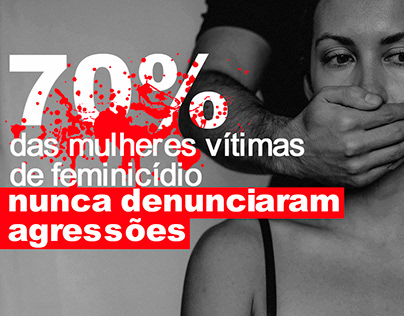 70%
das mulheres vítimas
de feminicídio
nunca denunciaram
agressões